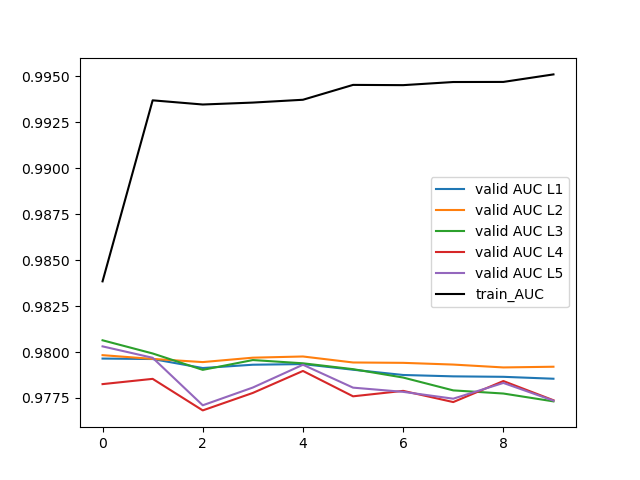 0.9950
0.9925
0.9900
0.9875
0.9850
0.9825
0.9800
0.9775
0 2 4 6 8
valid AUC L1
valid AUC L2
valid AUC L3
valid AUC L4
valid AUC L5
train_AUC